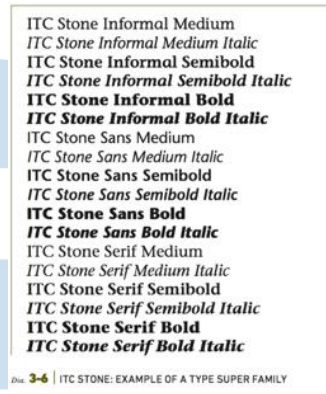 ITC Stone Informal Medium
ITC Stone Informal Medium Italic
ITC Stone Informal Semibold
ITC Stone Informal Semibold Italic
ITC Stone Informal Bold
ITC Stone Informal Bold Italic
ITC Stone Sans Medium
ITC Stone Sans Medium Italic
ITC Stone Sans Semibold
ITC Stone Sans Semibold Italic
ITC Stone Sans Bold
ITC Stone Sans Bold Italic
ITC Stone Serif Medium
ITC Stone Serif Medium Italic
ITC Stone Serif Semibold
ITC Stone Serif Semibold Italic
ITC Stone Serif Bold
ITC Stone Serif Bold Italic
Dia. 3-6 | ITC STONE: EXAMPLE OF A TYPE SUPER FAMILY